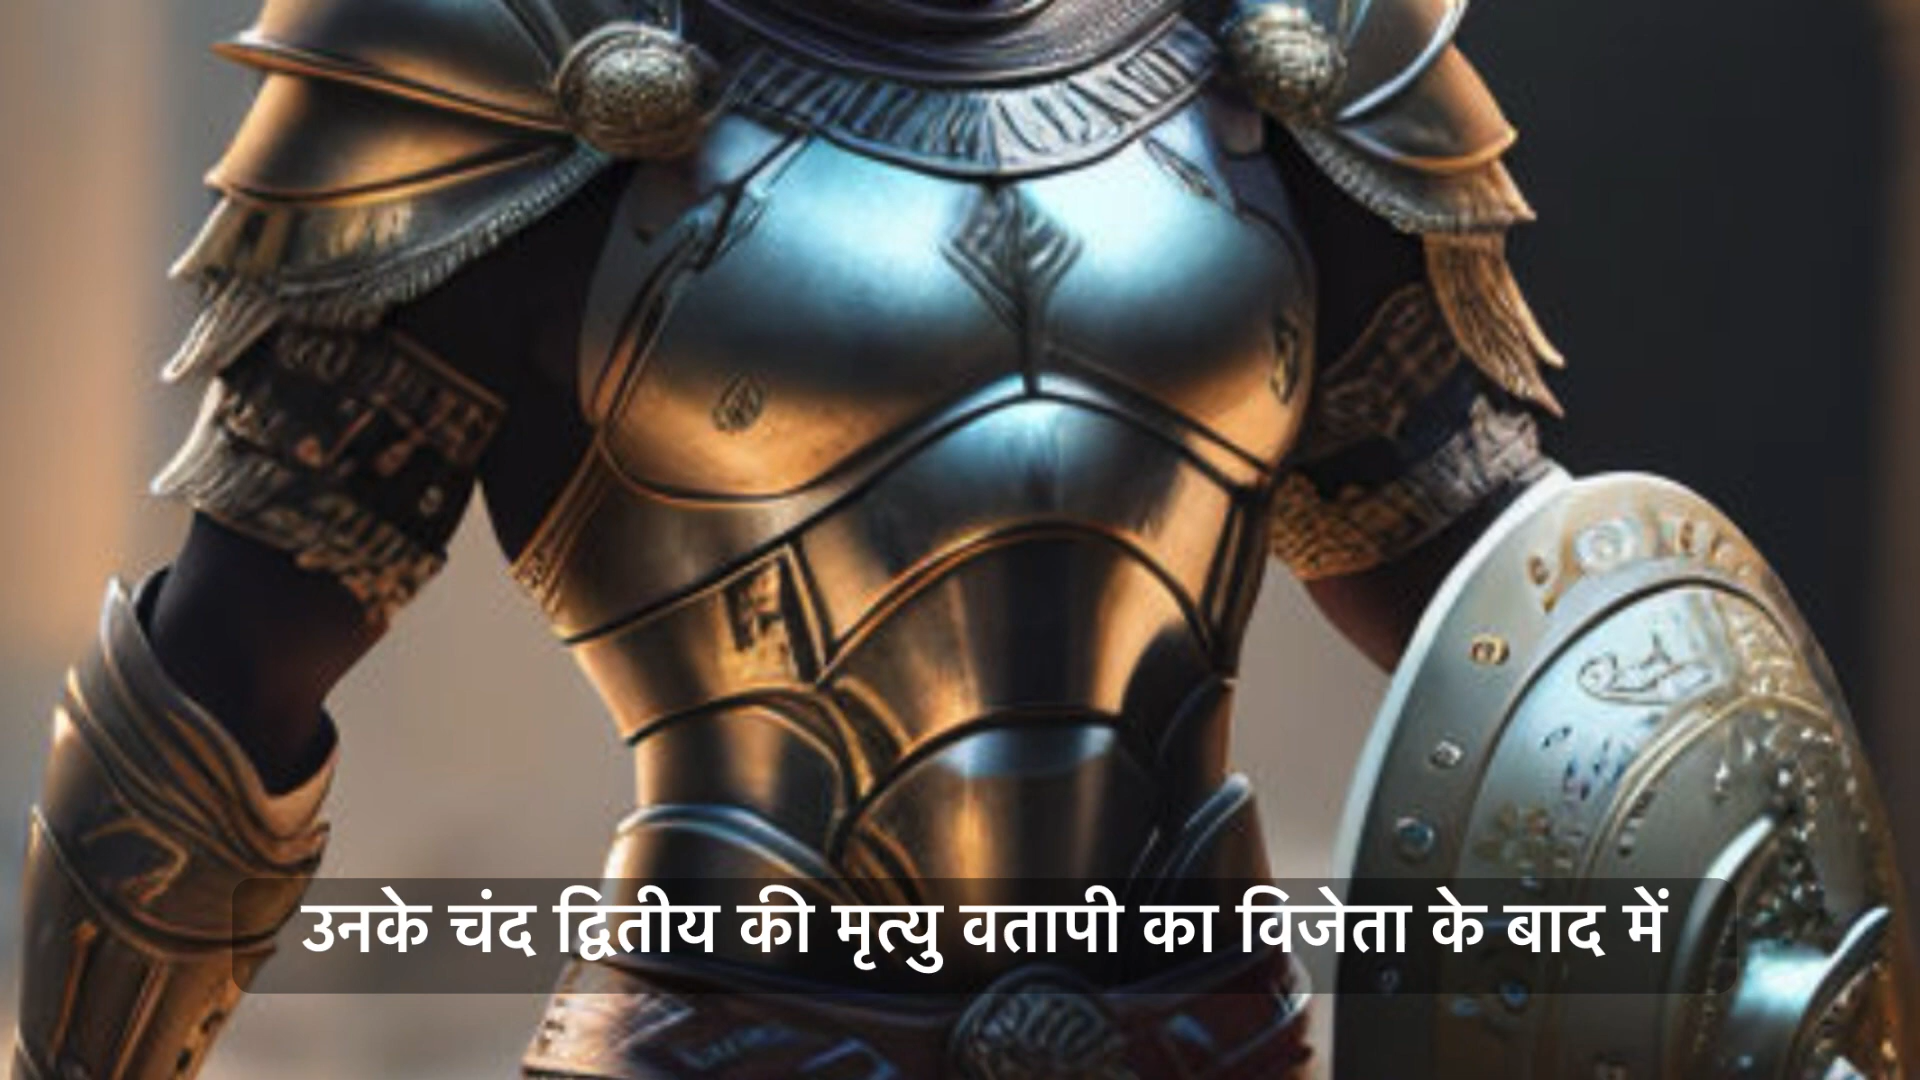 उनके चंद द्वितीय की मृत्यु वतापी का विजेता के बाद में